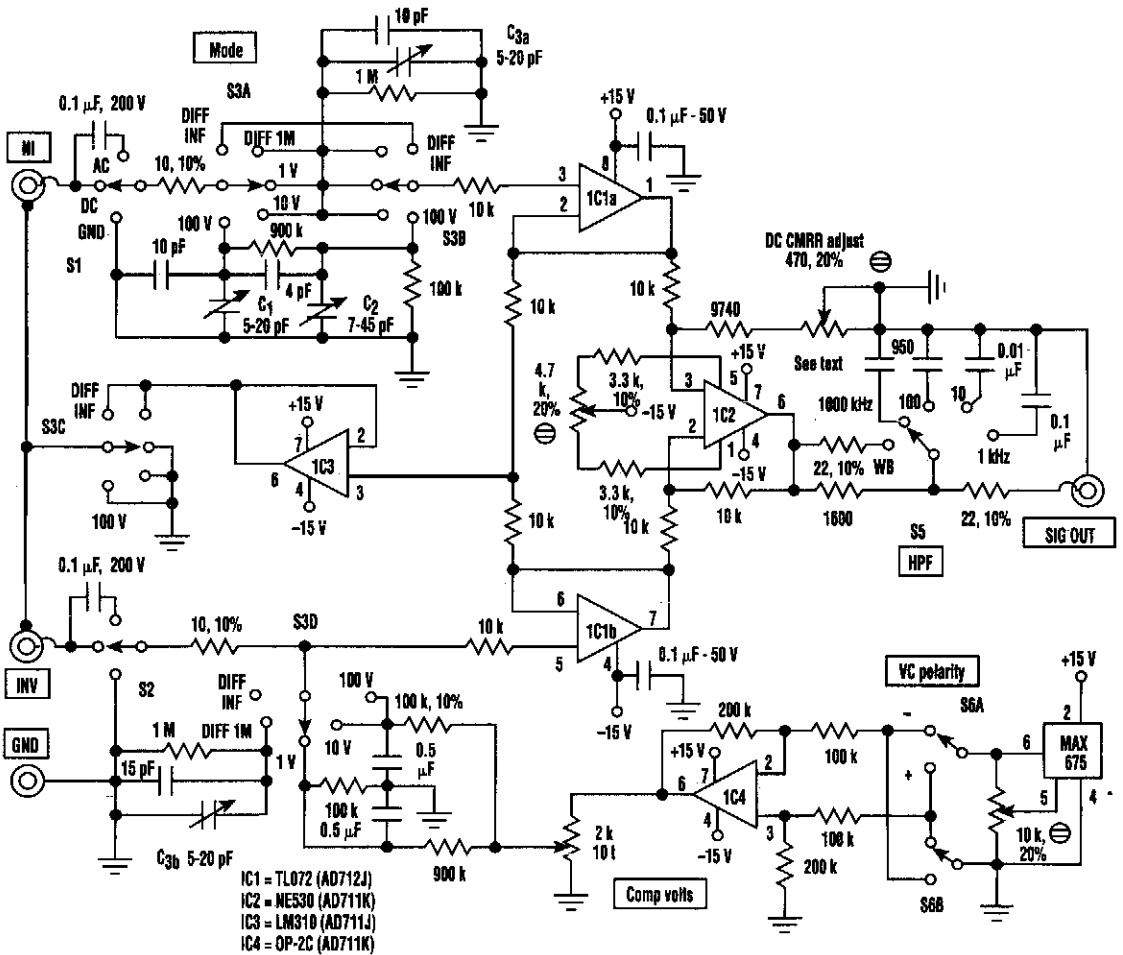 10 pF
C3a
5-20 pF
Mode
1 M
S3A
0.1 µF, 200 V
DIFF
INF
DIFF 1M
DIFF
INF
+15 V
0.1 µF - 50 V
NI
AC
10, 10%
1 V
8
3
1C1a
1
2
DC
10 V
10 k
GND
100 V
900 k
100 V
S3B
10 pF
S1
4 pF
C1
5-20 pF
C2
7-45 pF
100 k
DC CMRR adjust
470, 20%
10 k
10 k
9740
See text
950
0.01
µF
+15 V
4.7
k,
20%
3.3 k,
10%
3
5
7
1000 kHz
100
10
DIFF
INF
−15 V
1C2
6
0.1
µF
S3C
+15 V
2
2
1
4
1 kHz
7
1C3
22, 10%
WB
6
4
3
−15 V
3.3 k,
10%
−15 V
10 k
10 k
10 k
1600
22, 10%
100 V
S5
SIG OUT
HPF
0.1 µF, 200 V
6
7
1C1b
10, 10%
S3D
10 k
5
4
0.1 µF - 50 V
INV
S2
DIFF
INF
100 V
100 k, 10%
−15 V
VC polarity
+15 V
S6A
GND
1 M
DIFF 1M
10 V
0.5
µF
200 k
100 k
-
2
15 pF
1 V
+15 V
2
6
MAX
675
7
+
6
1C4
5
4
100 k
0.5 µF
4
3
100 k
−15 V
2 k
10 t
10 k,
20%
C3b 5-20 pF
900 k
200 k
S6B
Comp volts
IC1 = TL072 (AD712J)
IC2 = NE530 (AD711K)
IC3 = LM310 (AD711J)
IC4 = OP-2C (AD711K)